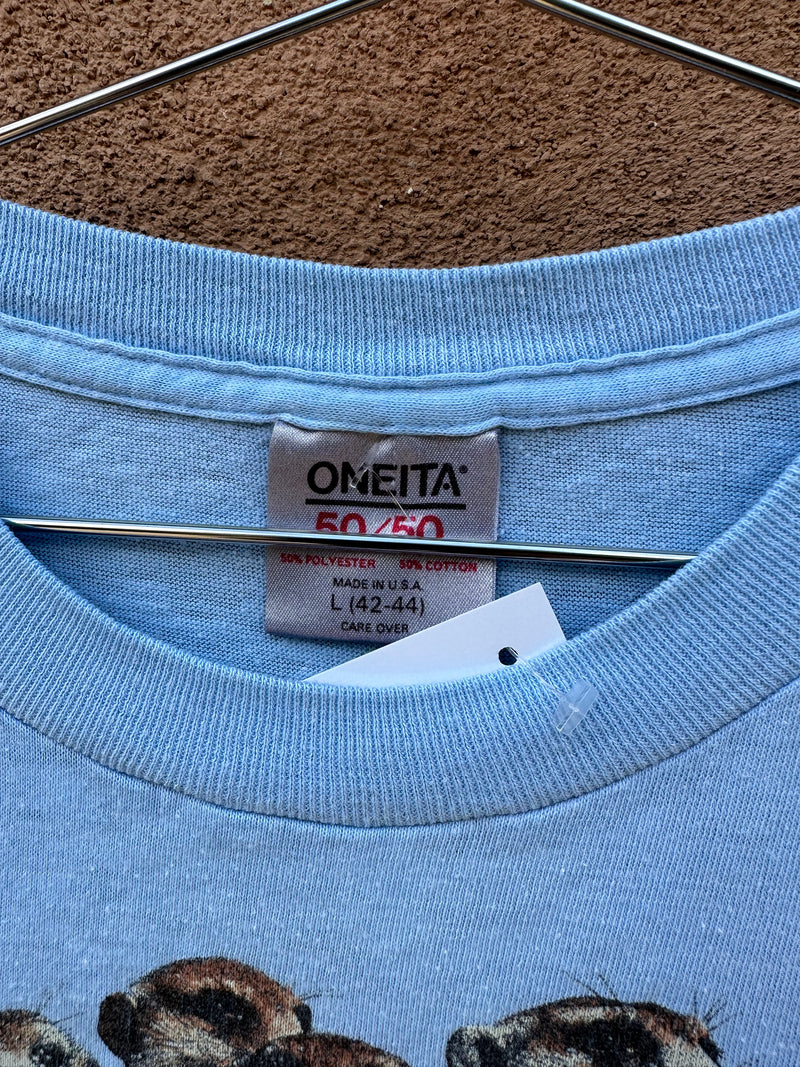 ONEITA®
50/50
50% POLYESTER 50% COTTON
MADE IN U.S.A.
L (42-44)
CARE OVER